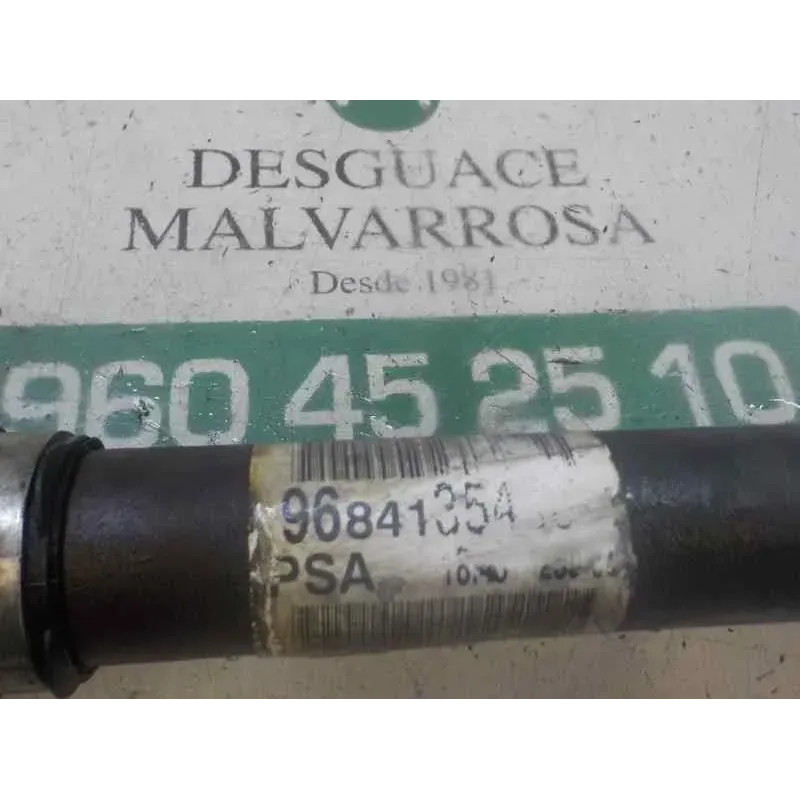 DESGUACE
MALVARROSA
Desde 1981
960 45 25 10
96841354
PSA